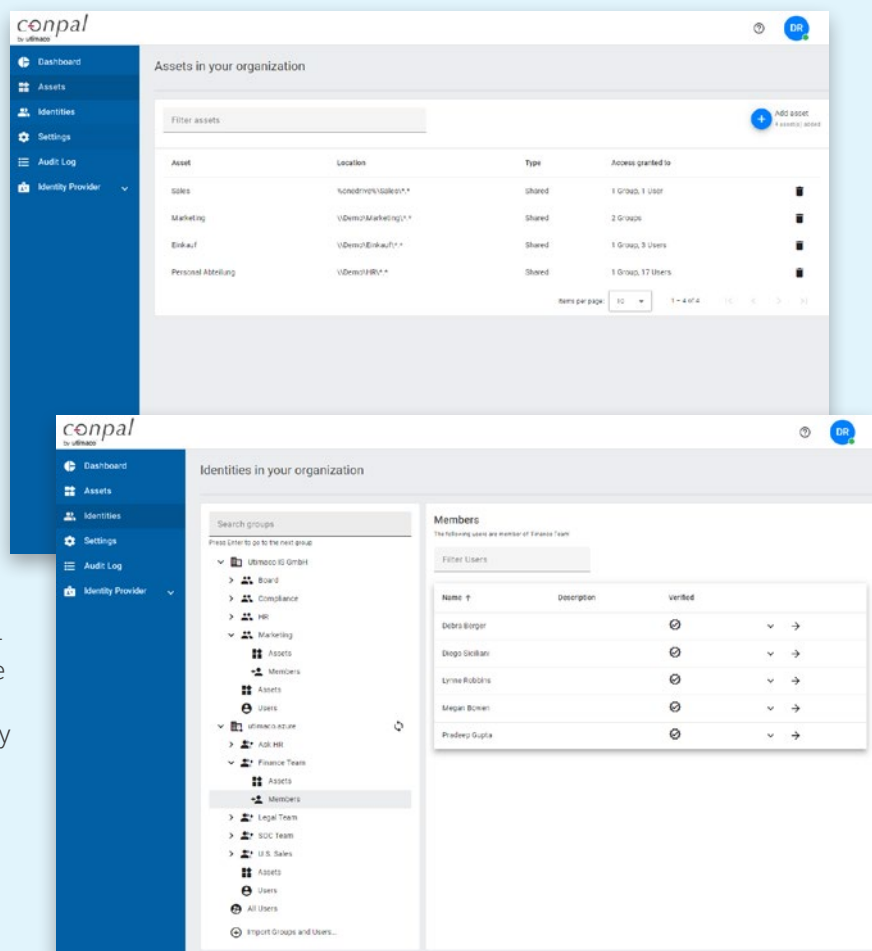 conpal
by utimaco
DR
Dashboard
Assets
Identities
Settings
Audit Log
Identity Provider
Assets in your organization
Filter assets
Add asset
4 asset(s) added
Asset Location Type Access granted to
Sales Shared 1 Group, 1 User
Marketing \\Demo\Marketing\*.* Shared 2 Groups
Einkauf \\Demo\Einkauf\*.* Shared 1 Group, 3 Users
Personal Abteilung \\Demo\HR\*.* Shared 1 Group, 17 Users
Items per page: 10 1 – 4 of 4
conpal
by utimaco
DR
Dashboard
Assets
Identities
Settings
Audit Log
Identity Provider
Identities in your organization
Search groups
Press Enter to go to the next group
Utimaco IS GmbH
Board
Compliance
HR
Marketing
Assets
Members
Assets
Users
utimaco.azure
Ask HR
Finance Team
Assets
Members
Legal Team
SOC Team
U.S. Sales
Assets
Users
All Users
Import Groups and Users...
Members
The following users are member of Finance Team
Filter Users
Name ↑ Description Verified
Debra Berger
Diego Siciliani
Lynne Robbins
Megan Bowen
Pradeep Gupta